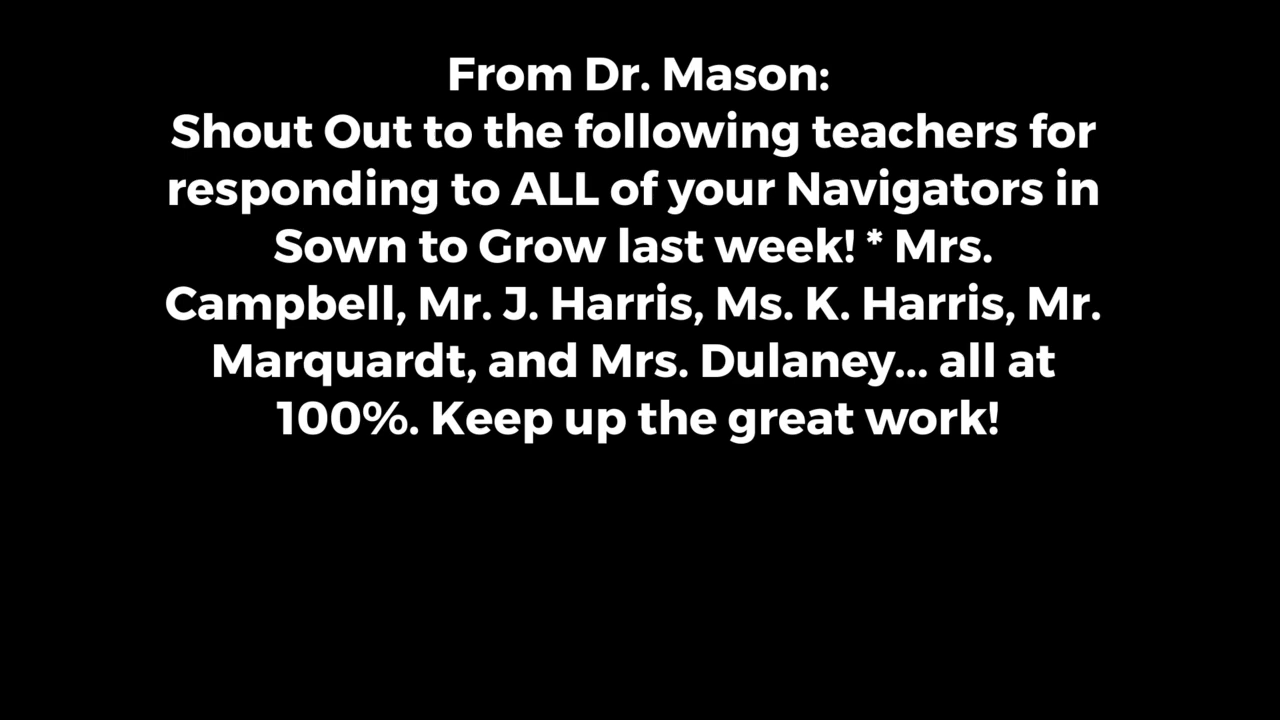 From Dr. Mason:
Shout Out to the following teachers for
responding to ALL of your Navigators in
Sown to Grow last week! * Mrs.
Campbell, Mr. J. Harris, Ms. K. Harris, Mr.
Marquardt, and Mrs. Dulaney... all at
100%. Keep up the great work!